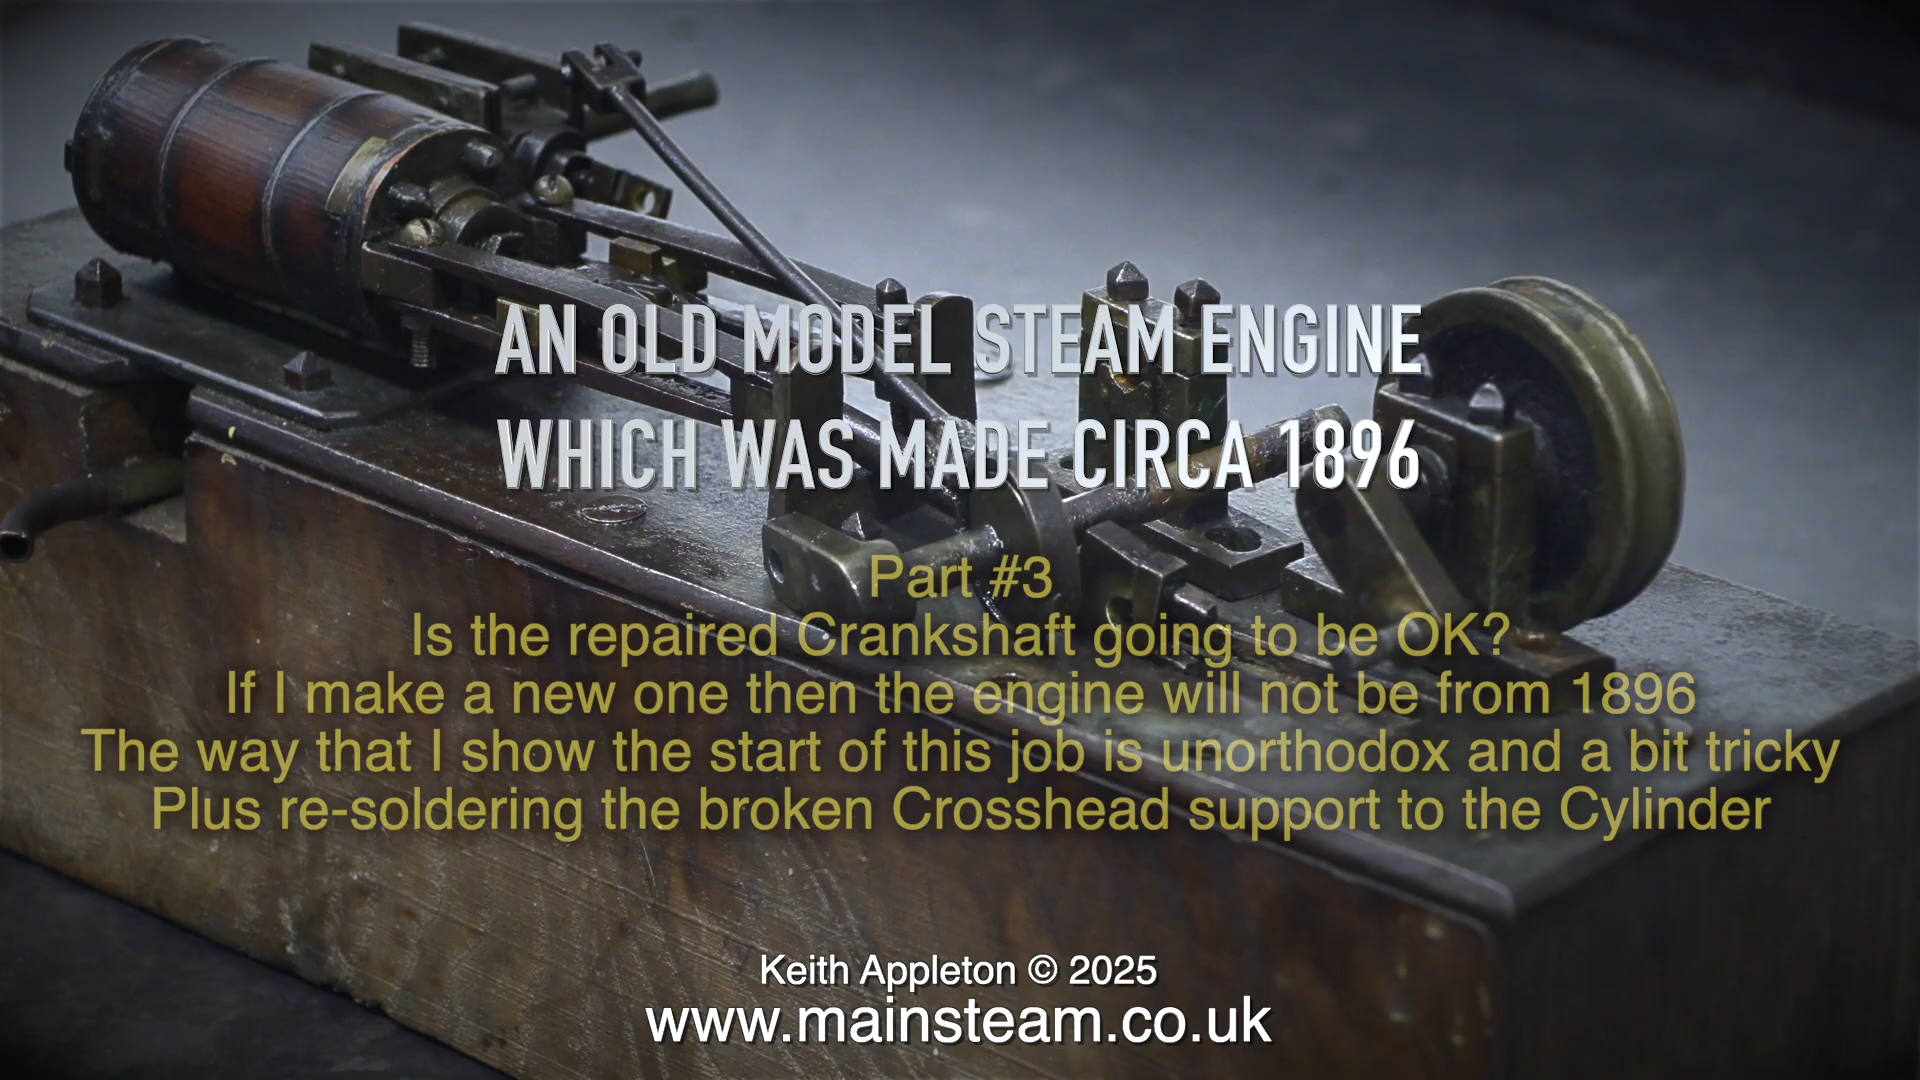 AN OLD MODEL STEAM ENGINE
WHICH WAS MADE CIRCA 1896
Part #3
Is the repaired Crankshaft going to be OK?
If I make a new one then the engine will not be from 1896
The way that I show the start of this job is unorthodox and a bit tricky
Plus re-soldering the broken Crosshead support to the Cylinder
Keith Appleton © 2025
www.mainsteam.co.uk